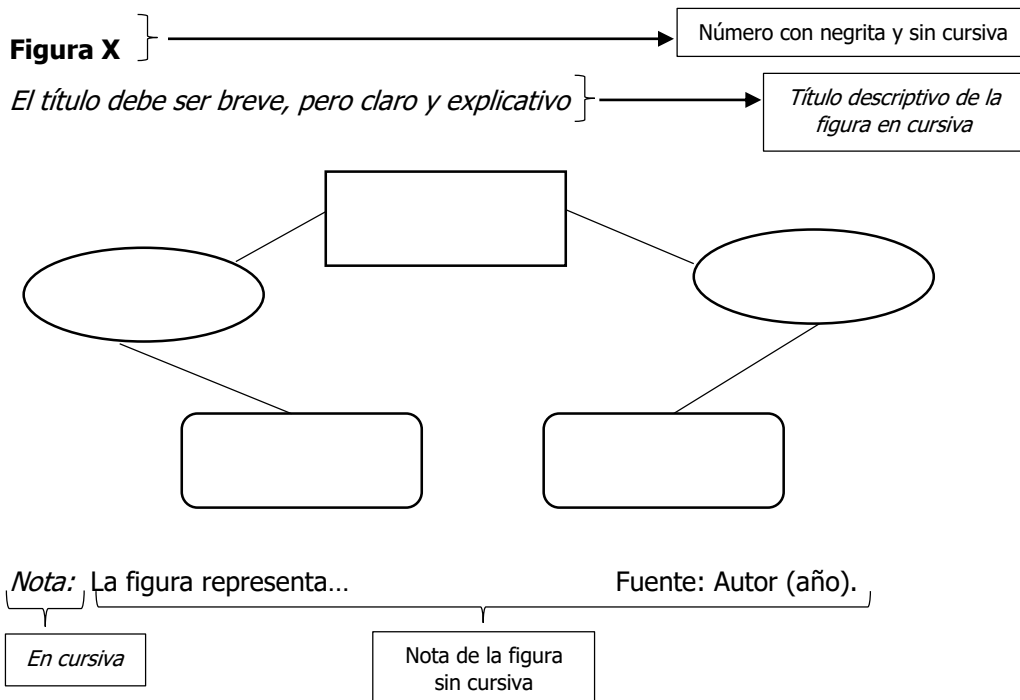 Figura X
Número con negrita y sin cursiva
El título debe ser breve, pero claro y explicativo
Título descriptivo de la
figura en cursiva
Nota: La figura representa... Fuente: Autor (año).
En cursiva
Nota de la figura
sin cursiva